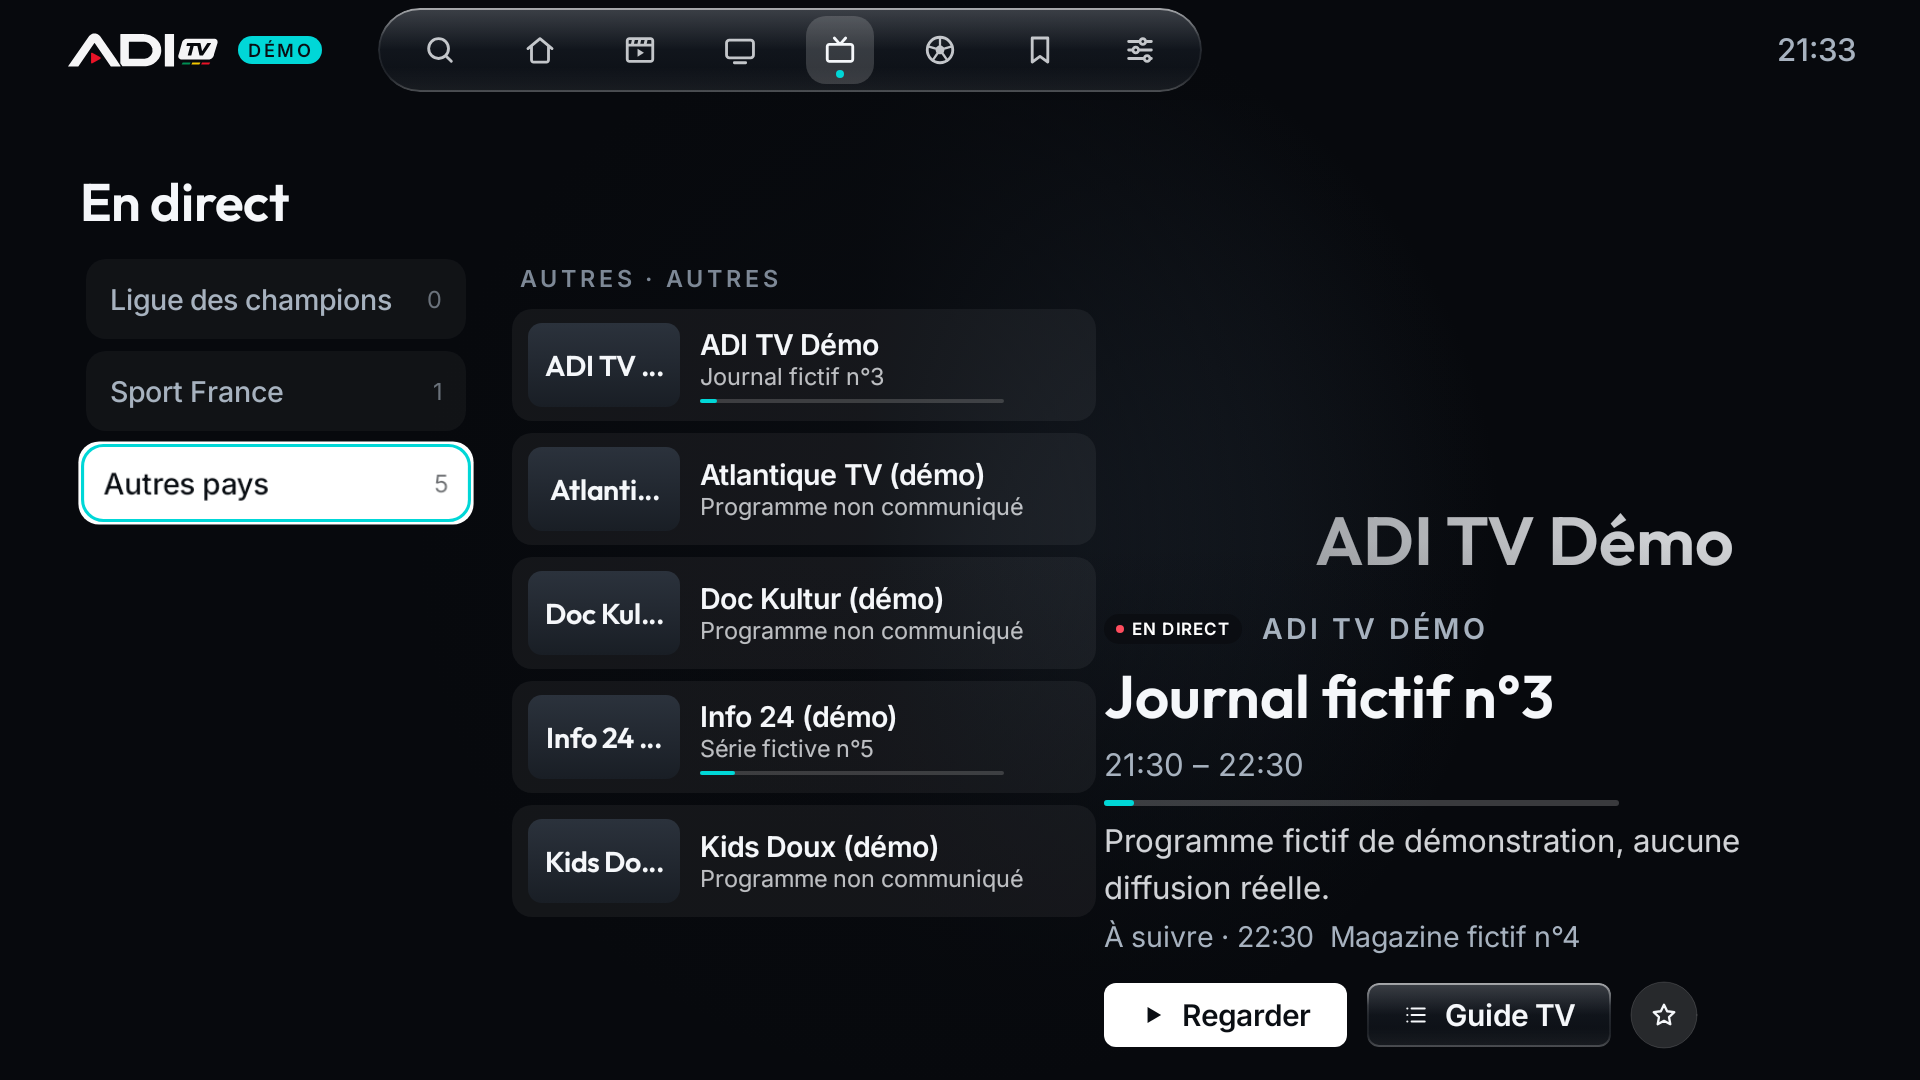 ADI TV
DÉMO
21:33
En direct
Ligue des champions 0
Sport France 1
Autres pays 5
AUTRES · AUTRES
ADI TV ...
ADI TV Démo
Journal fictif n°3
Atlanti...
Atlantique TV (démo)
Programme non communiqué
Doc Kul...
Doc Kultur (démo)
Programme non communiqué
Info 24 ...
Info 24 (démo)
Série fictive n°5
Kids Do...
Kids Doux (démo)
Programme non communiqué
ADI TV Démo
EN DIRECT ADI TV DÉMO
Journal fictif n°3
21:30 – 22:30
Programme fictif de démonstration, aucune
diffusion réelle.
À suivre · 22:30 Magazine fictif n°4
Regarder
Guide TV